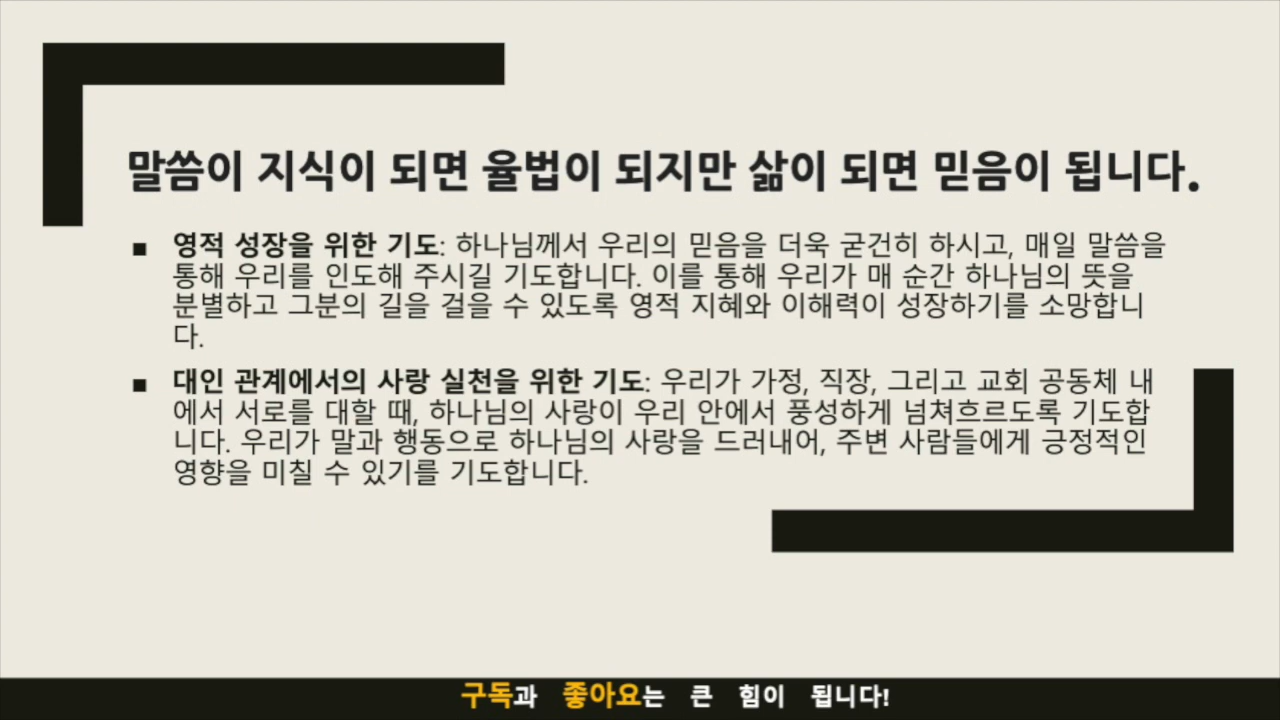 말씀이 지식이 되면 율법이 되지만 삶이 되면 믿음이 됩니다.
■ 영적 성장을 위한 기도: 하나님께서 우리의 믿음을 더욱 굳건히 하시고, 매일 말씀을
통해 우리를 인도해 주시길 기도합니다. 이를 통해 우리가 매 순간 하나님의 뜻을
분별하고 그분의 길을 걸을 수 있도록 영적 지혜와 이해력이 성장하기를 소망합니
다.
■ 대인 관계에서의 사랑 실천을 위한 기도: 우리가 가정, 직장, 그리고 교회 공동체 내
에서 서로를 대할 때, 하나님의 사랑이 우리 안에서 풍성하게 넘쳐흐르도록 기도합
니다. 우리가 말과 행동으로 하나님의 사랑을 드러내어, 주변 사람들에게 긍정적인
영향을 미칠 수 있기를 기도합니다.
구독과 좋아요는 큰 힘이 됩니다!